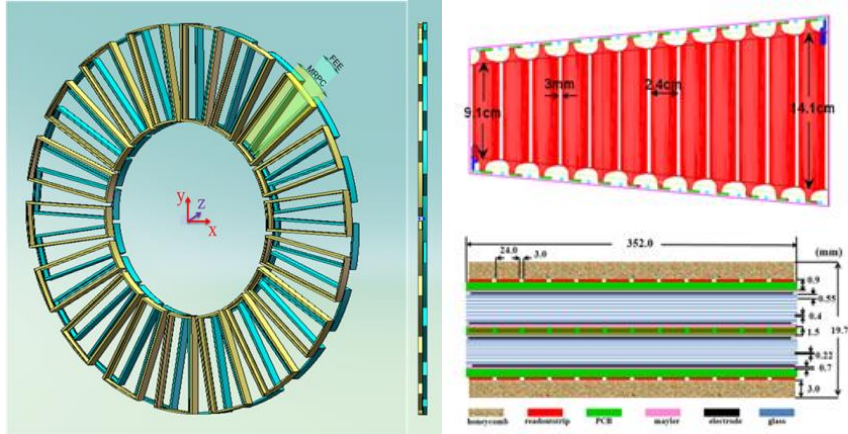 FEE
MRPC
y
z
x
3mm
2.4cm
9.1cm
14.1cm
352.0
(mm)
24.0
3.0
0.9
0.55
0.4
1.5
19.7
0.22
0.7
3.0
honeycomb
readoutstrip
PCB
mayler
electrode
glass